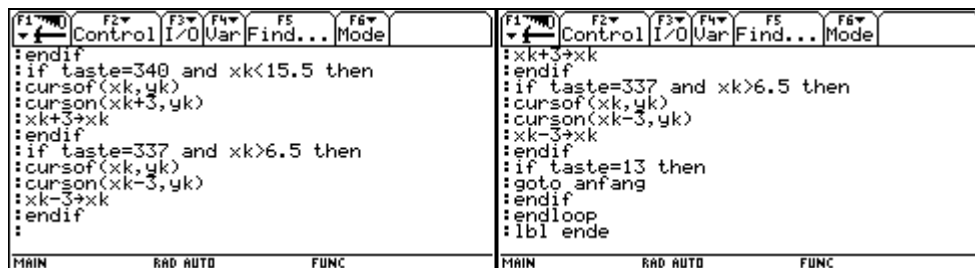 F1 F2 Control F3 I/O F4 Var F5 Find... F6 Mode
:endif
:if taste=340 and xk<15.5 then
:cursof(xk,yk)
:curson(xk+3,yk)
:xk+3→xk
:endif
:if taste=337 and xk>6.5 then
:cursof(xk,yk)
:curson(xk-3,yk)
:xk-3→xk
:endif
:
MAIN RAD AUTO FUNC
F1 F2 Control F3 I/O F4 Var F5 Find... F6 Mode
:xk+3→xk
:endif
:if taste=337 and xk>6.5 then
:cursof(xk,yk)
:curson(xk-3,yk)
:xk-3→xk
:endif
:if taste=13 then
:goto anfang
:endif
:endloop
:lbl ende
MAIN RAD AUTO FUNC